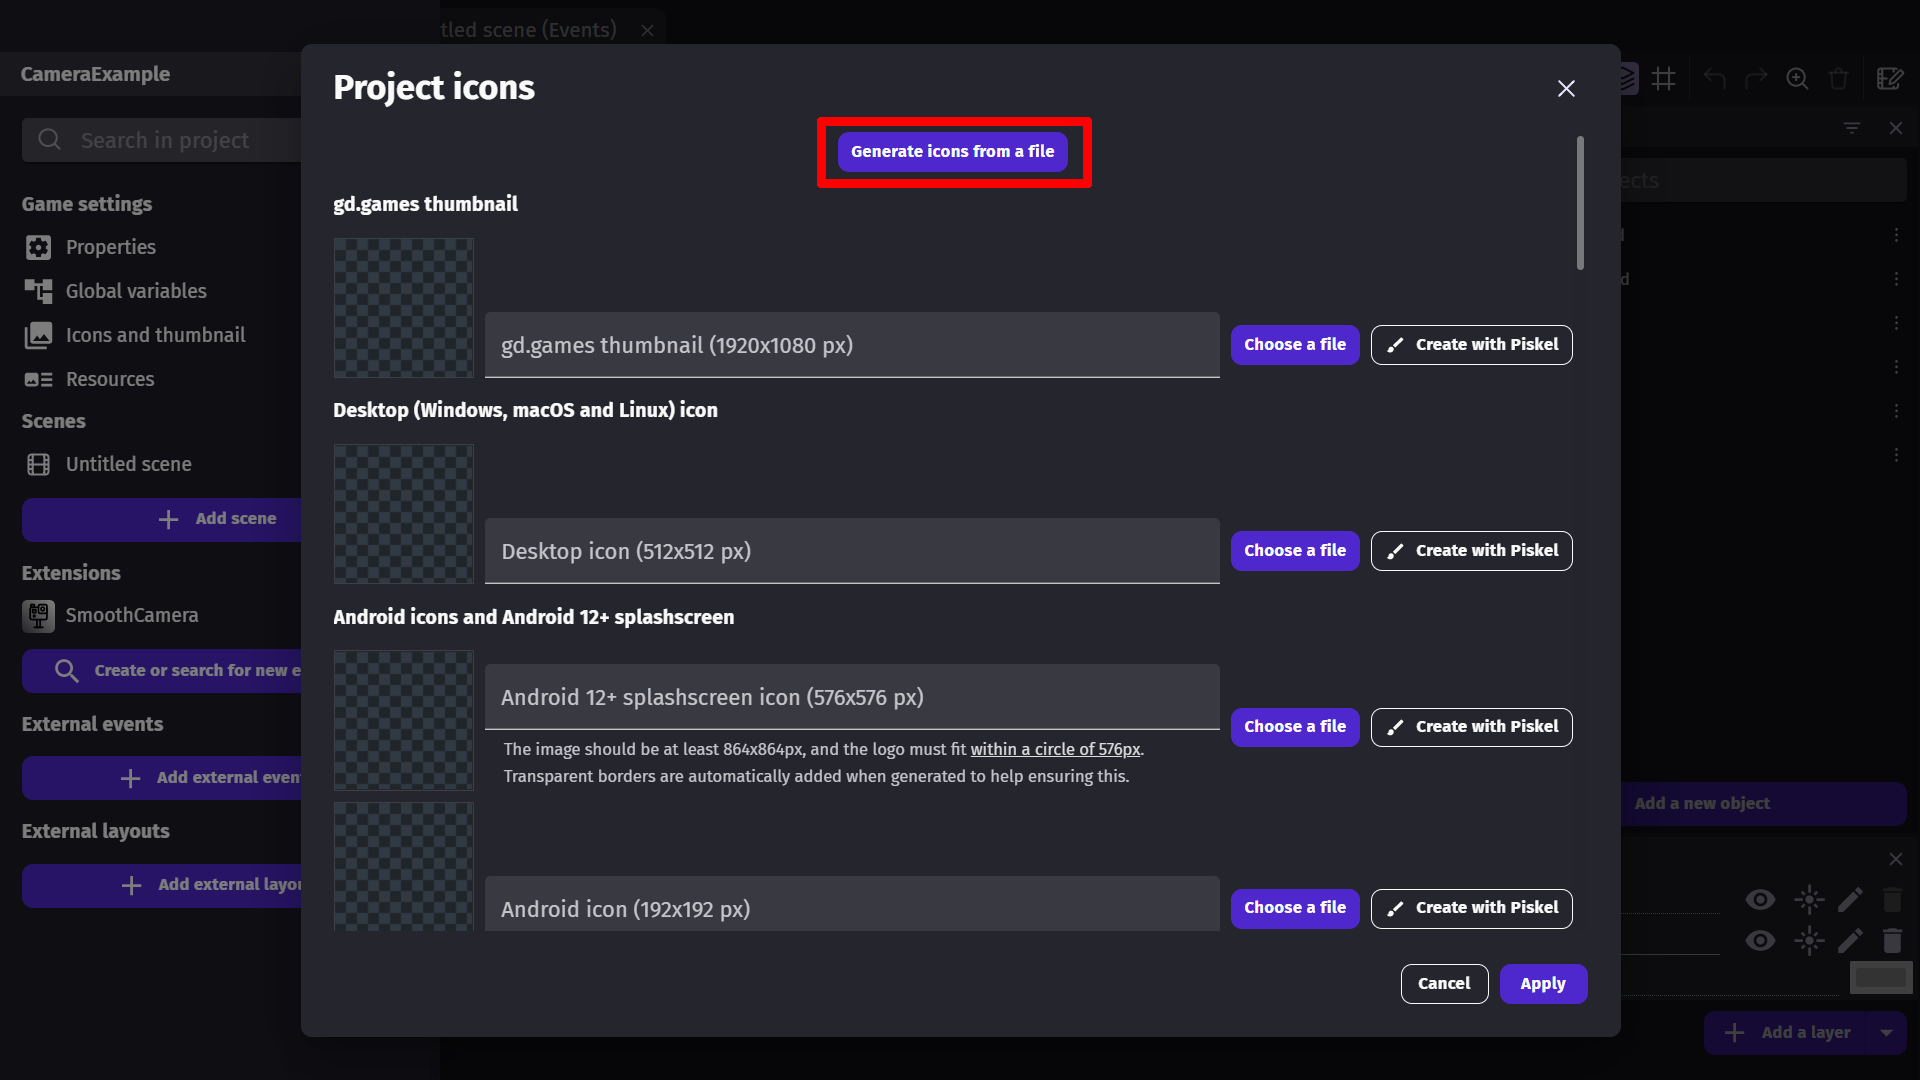 tled scene (Events)
CameraExample
Project icons
Search in project
Generate icons from a file
ects
Game settings
gd.games thumbnail
Properties
Global variables
d
Icons and thumbnail
gd.games thumbnail (1920x1080 px)
Choose a file
Create with Piskel
Resources
Desktop (Windows, macOS and Linux) icon
Scenes
Untitled scene
Add scene
Desktop icon (512x512 px)
Choose a file
Create with Piskel
Extensions
SmoothCamera
Android icons and Android 12+ splashscreen
Create or search for new e
Android 12+ splashscreen icon (576x576 px)
Choose a file
Create with Piskel
External events
The image should be at least 864x864px, and the logo must fit within a circle of 576px.
Transparent borders are automatically added when generated to help ensuring this.
Add external even
Add a new object
External layouts
Add external layou
Android icon (192x192 px)
Choose a file
Create with Piskel
Cancel
Apply
Add a layer